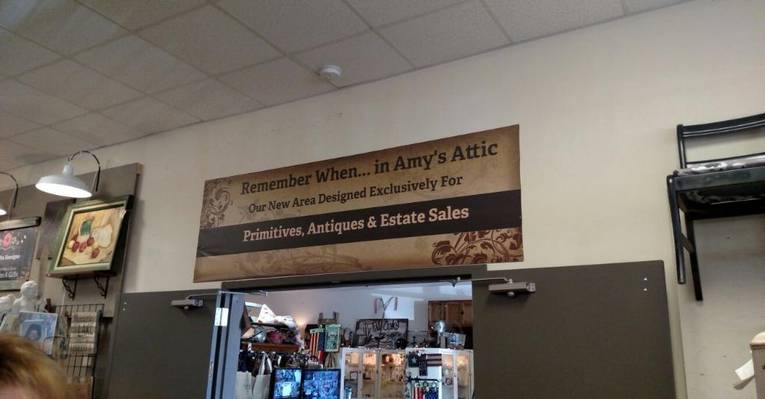 Remember When... in Amy's Attic
Our New Area Designed Exclusively For
Primitives, Antiques & Estate Sales